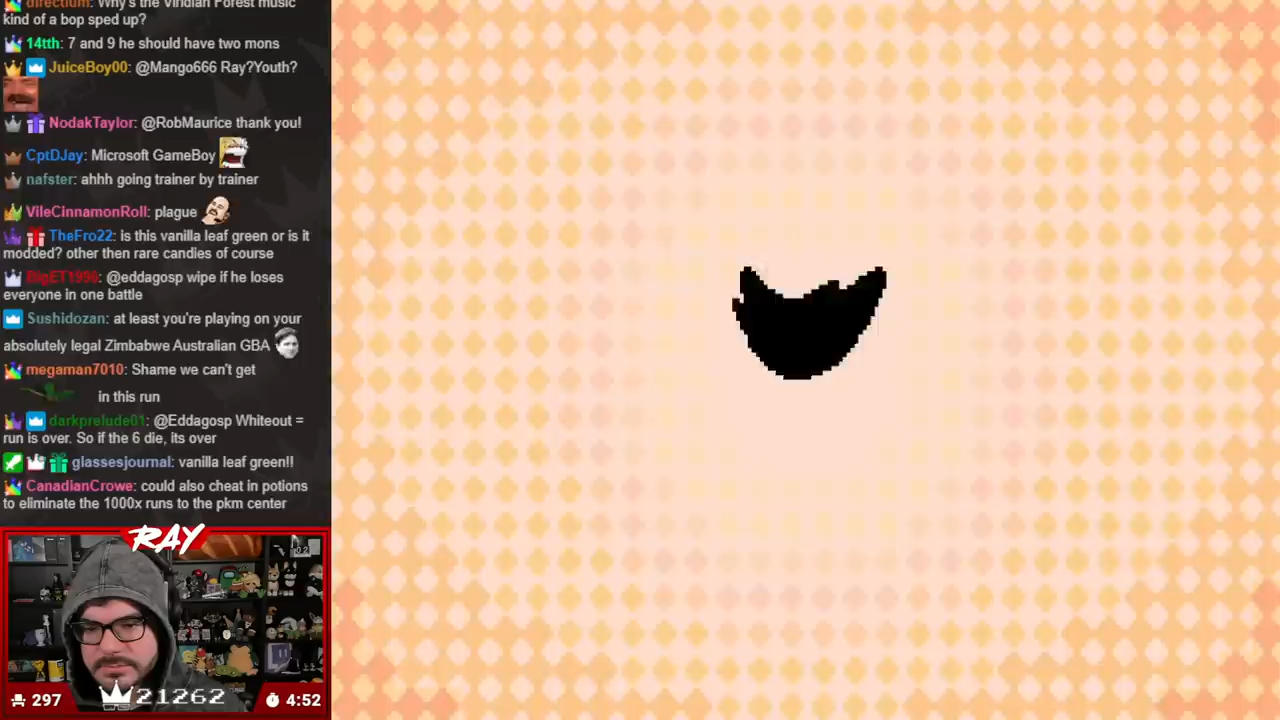 directium: Why's the Viridian Forest music
kind of a bop sped up?
14tth: 7 and 9 he should have two mons
JuiceBoy00: @Mango666 Ray?Youth?
NodakTaylor: @RobMaurice thank you!
CptDJay: Microsoft GameBoy
nafster: ahhh going trainer by trainer
VileCinnamonRoll: plague
TheFro22: is this vanilla leaf green or is it
modded? other then rare candies of course
BigET1996: @eddagosp wipe if he loses
everyone in one battle
Sushidozan: at least you're playing on your
absolutely legal Zimbabwe Australian GBA
megaman7010: Shame we can't get
in this run
darkprelude01: @Eddagosp Whiteout =
run is over. So if the 6 die, its over
glassesjournal: vanilla leaf green!!
CanadianCrowe: could also cheat in potions
to eliminate the 1000x runs to the pkm center
RAY
297
21262
4:52